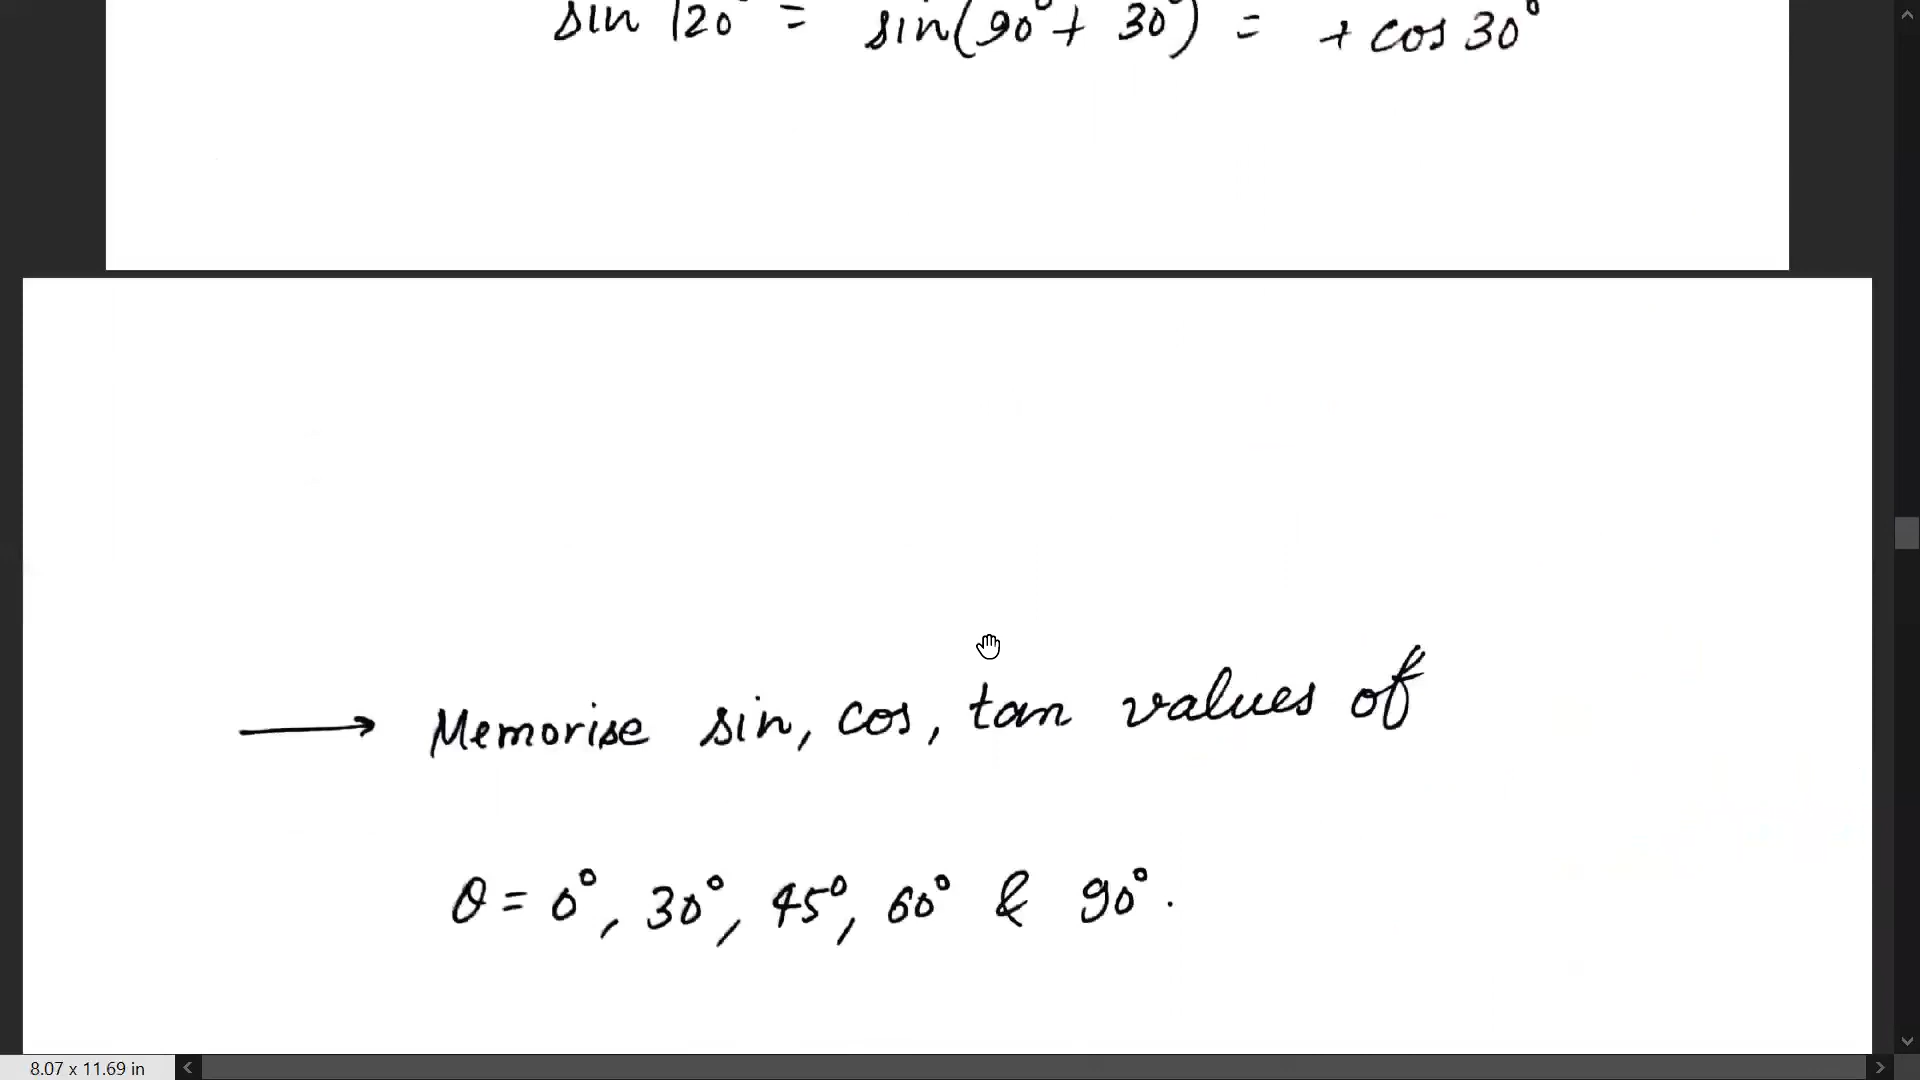 sin 120° = sin(90° + 30°) = + cos 30°
→ Memorise sin, cos, tan values of
θ = 0°, 30°, 45°, 60° & 90°.
8.07 x 11.69 in